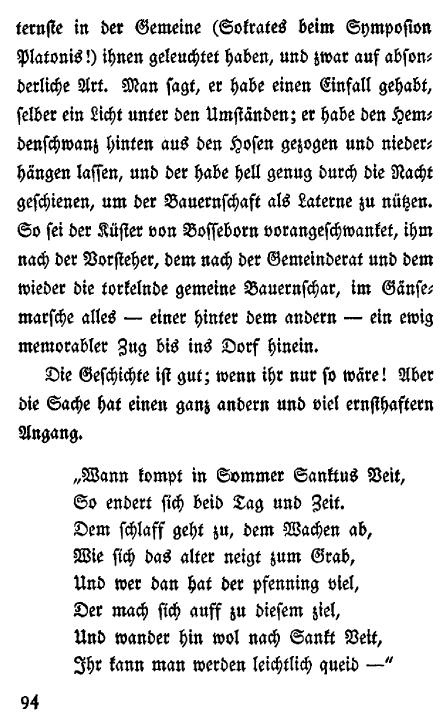 ternste in der Gemeine (Sokrates beim Symposion
Platonis!) ihnen geleuchtet haben, und zwar auf abson-
derliche Art. Man sagt, er habe einen Einfall gehabt,
selber ein Licht unter den Umständen; er habe den Hem-
denschwanz hinten aus den Hosen gezogen und nieder-
hängen lassen, und der habe hell genug durch die Nacht
geschienen, um der Bauernschaft als Laterne zu nützen.
So sei der Küster von Bosseborn vorangeschwanket, ihm
nach der Vorsteher, dem nach der Gemeinderat und dem
wieder die torkelnde gemeine Bauernschar, im Gänse-
marsche alles — einer hinter dem andern — ein ewig
memorabler Zug bis ins Dorf hinein.
Die Geschichte ist gut; wenn ihr nur so wäre! Aber
die Sache hat einen ganz andern und viel ernsthaftern
Angang.
„Wann kompt in Sommer Sanktus Veit,
So endert sich beid Tag und Zeit.
Dem schlaff geht zu, dem Wachen ab,
Wie sich das alter neigt zum Grab,
Und wer dan hat der pfenning viel,
Der mach sich auff zu diesem ziel,
Und wander hin wol nach Sankt Veit,
Ihr kann man werden leichtlich queid —“
94